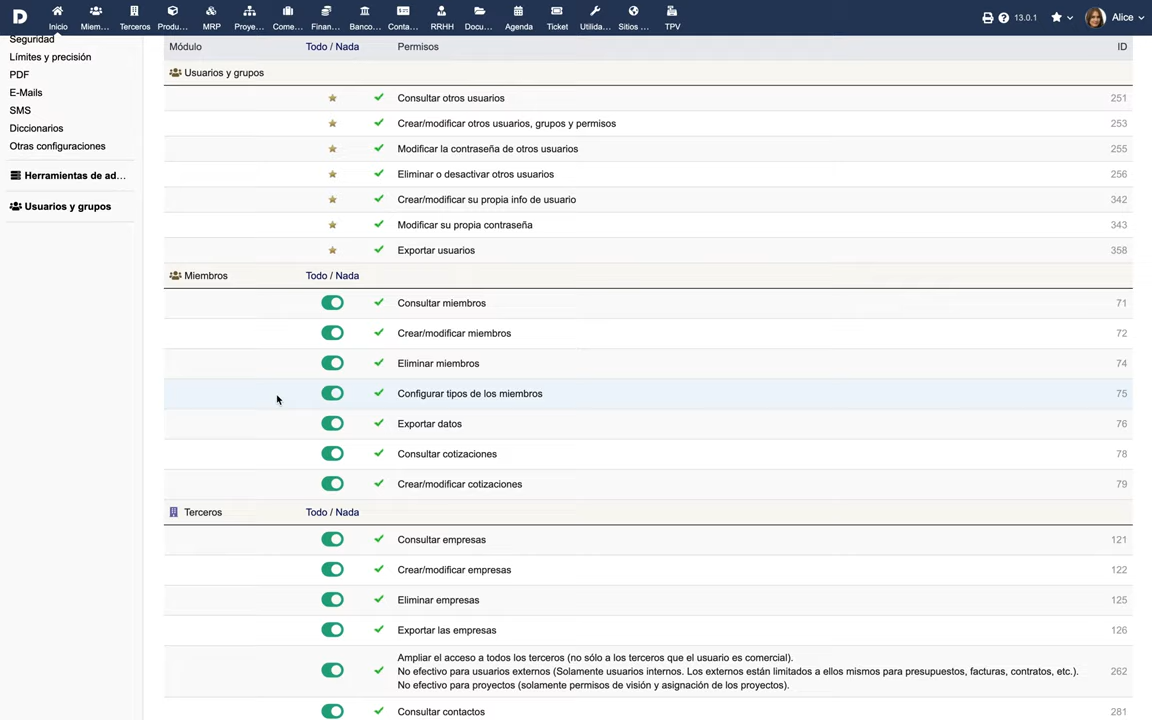 D
Inicio
Miem...
Terceros
Produ...
MRP
Proye...
Come...
Finan...
Banco...
Conta...
RRHH
Docu...
Agenda
Ticket
Utilida...
Sitios ...
TPV
13.0.1
Alice
Seguridad
Límites y precisión
PDF
E-Mails
SMS
Diccionarios
Otras configuraciones
Herramientas de ad...
Usuarios y grupos
Módulo Todo / Nada Permisos ID
Usuarios y grupos
Consultar otros usuarios 251
Crear/modificar otros usuarios, grupos y permisos 253
Modificar la contraseña de otros usuarios 255
Eliminar o desactivar otros usuarios 256
Crear/modificar su propia info de usuario 342
Modificar su propia contraseña 343
Exportar usuarios 358
Miembros Todo / Nada
Consultar miembros 71
Crear/modificar miembros 72
Eliminar miembros 74
Configurar tipos de los miembros 75
Exportar datos 76
Consultar cotizaciones 78
Crear/modificar cotizaciones 79
Terceros Todo / Nada
Consultar empresas 121
Crear/modificar empresas 122
Eliminar empresas 125
Exportar las empresas 126
Ampliar el acceso a todos los terceros (no sólo a los terceros que el usuario es comercial).
No efectivo para usuarios externos (Solamente usuarios internos. Los externos están limitados a ellos mismos para presupuestos, facturas, contratos, etc.). 262
No efectivo para proyectos (solamente permisos de visión y asignación de los proyectos).
Consultar contactos 281